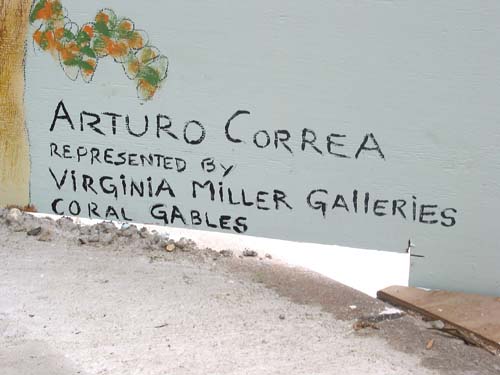 ARTURO CORREA
REPRESENTED BY
VIRGINIA MILLER GALLERIES
CORAL GABLES